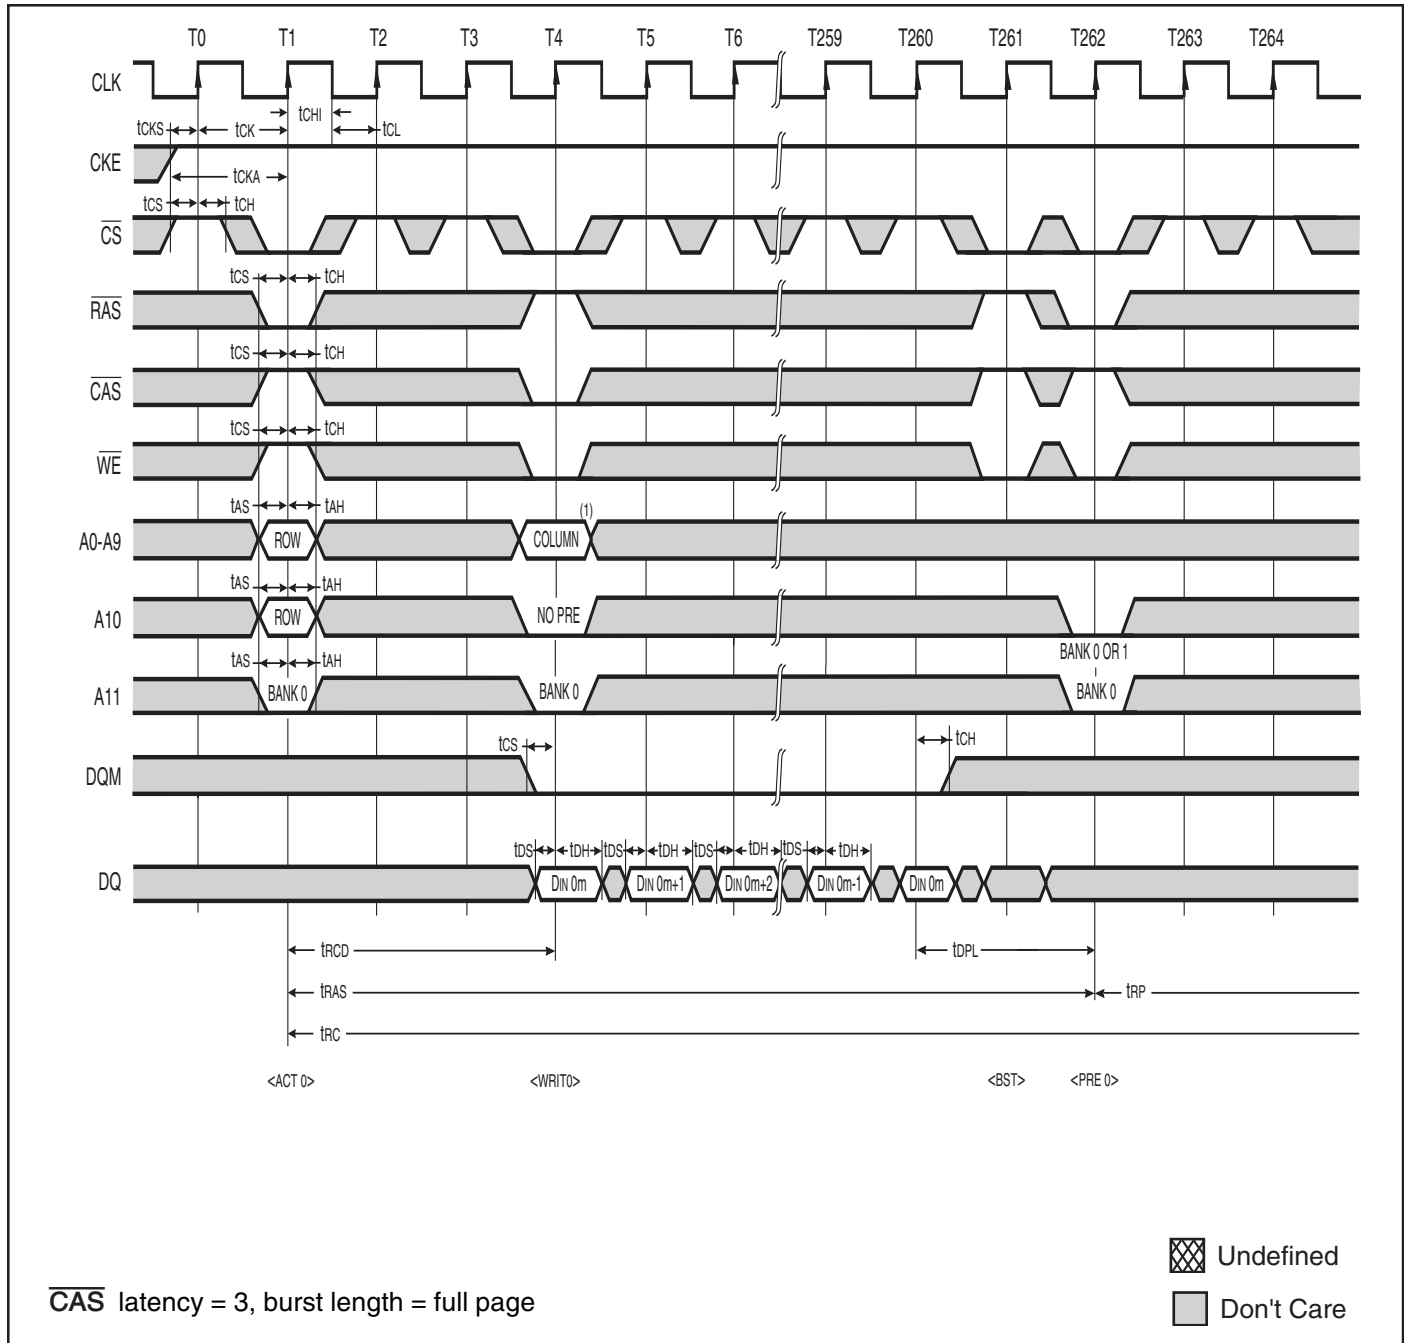 T0 T1 T2 T3 T4 T5 T6 T259 T260 T261 T262 T263 T264
CLK
tCHI
tCKS tCK tCL
CKE
tCKA
tCS tCH
CS
tCS tCH
RAS
tCS tCH
CAS
tCS tCH
WE
tAS tAH (1)
A0-A9 ROW COLUMN
tAS tAH
A10 ROW NO PRE
BANK 0 OR 1
tAS tAH
A11 BANK 0 BANK 0 BANK 0
tCS tCH
DQM
tDS tDH tDS tDH tDS tDH tDS tDH
DQ DIN 0m DIN 0m+1 DIN 0m+2 DIN 0m-1 DIN 0m
tRCD tDPL
tRAS tRP
tRC
<ACT 0> <WRIT0> <BST> <PRE 0>
Undefined
CAS latency = 3, burst length = full page
Don't Care